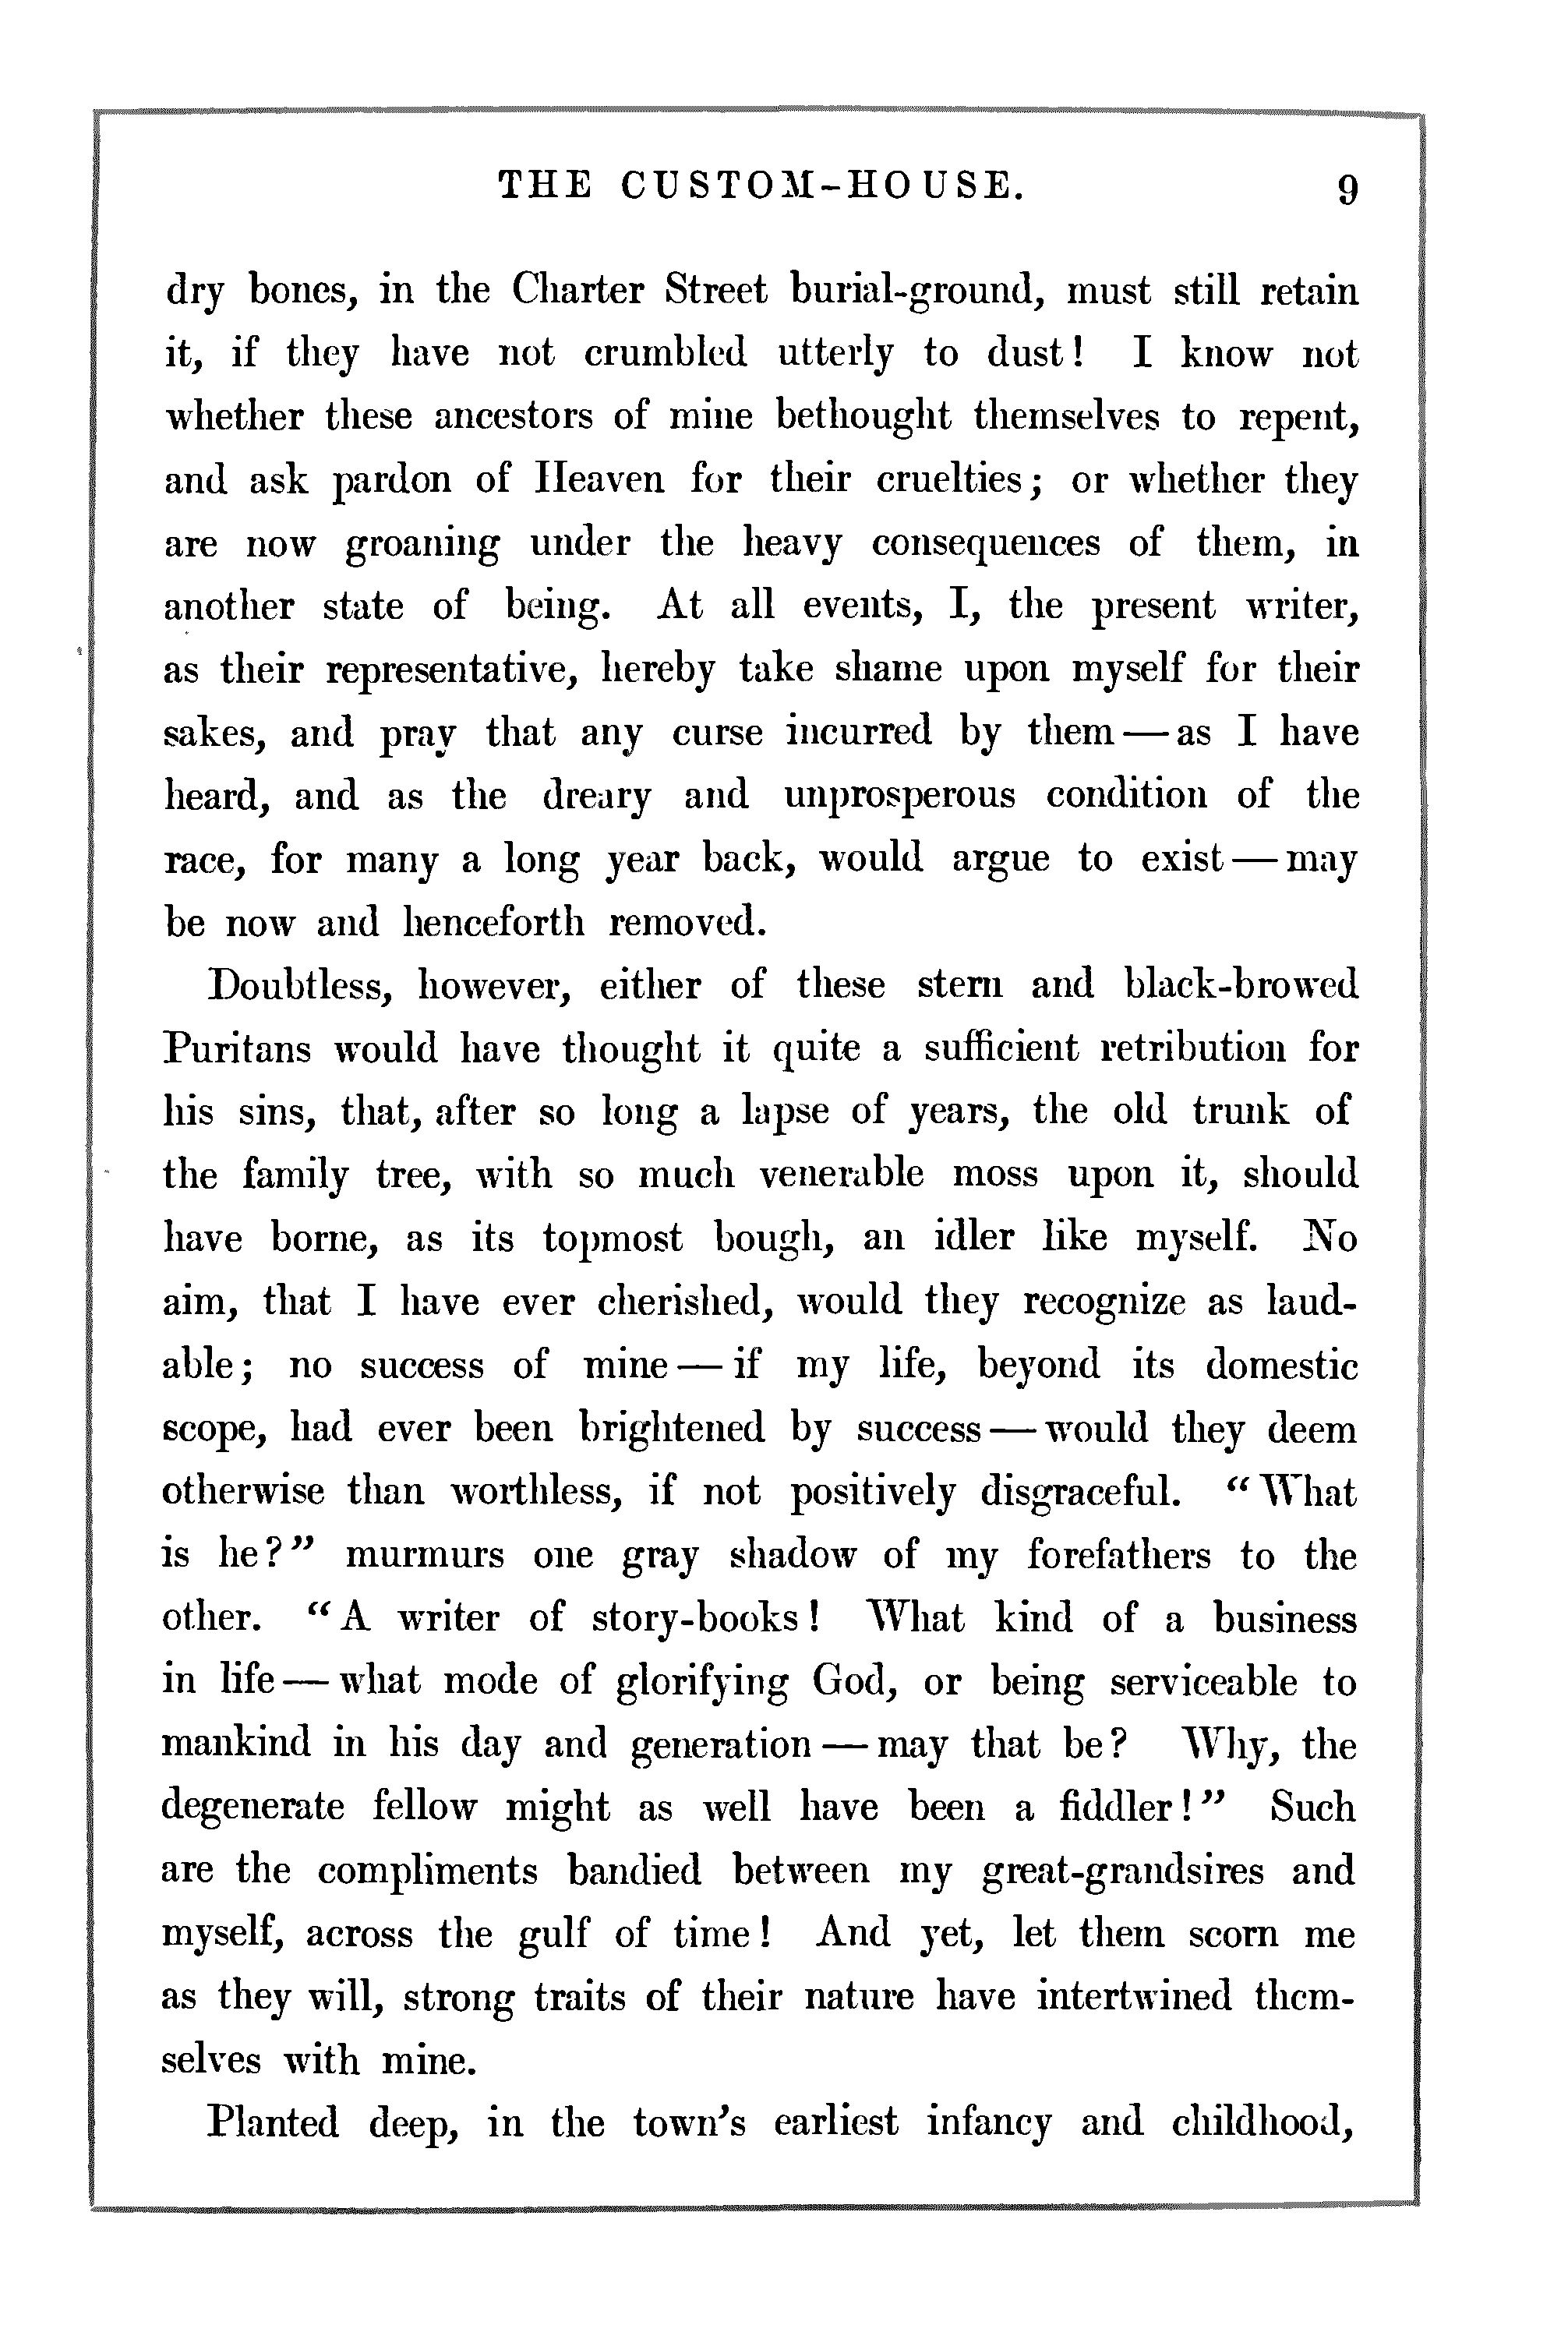 THE CUSTOM-HOUSE. 9
dry bones, in the Charter Street burial-ground, must still retain
it, if they have not crumbled utterly to dust! I know not
whether these ancestors of mine bethought themselves to repent,
and ask pardon of Heaven for their cruelties; or whether they
are now groaning under the heavy consequences of them, in
another state of being. At all events, I, the present writer,
as their representative, hereby take shame upon myself for their
sakes, and pray that any curse incurred by them — as I have
heard, and as the dreary and unprosperous condition of the
race, for many a long year back, would argue to exist — may
be now and henceforth removed.
Doubtless, however, either of these stern and black-browed
Puritans would have thought it quite a sufficient retribution for
his sins, that, after so long a lapse of years, the old trunk of
the family tree, with so much venerable moss upon it, should
have borne, as its topmost bough, an idler like myself. No
aim, that I have ever cherished, would they recognize as laud-
able; no success of mine — if my life, beyond its domestic
scope, had ever been brightened by success — would they deem
otherwise than worthless, if not positively disgraceful. "What
is he?" murmurs one gray shadow of my forefathers to the
other. "A writer of story-books! What kind of a business
in life — what mode of glorifying God, or being serviceable to
mankind in his day and generation — may that be? Why, the
degenerate fellow might as well have been a fiddler!" Such
are the compliments bandied between my great-grandsires and
myself, across the gulf of time! And yet, let them scorn me
as they will, strong traits of their nature have intertwined them-
selves with mine.
Planted deep, in the town's earliest infancy and childhood,